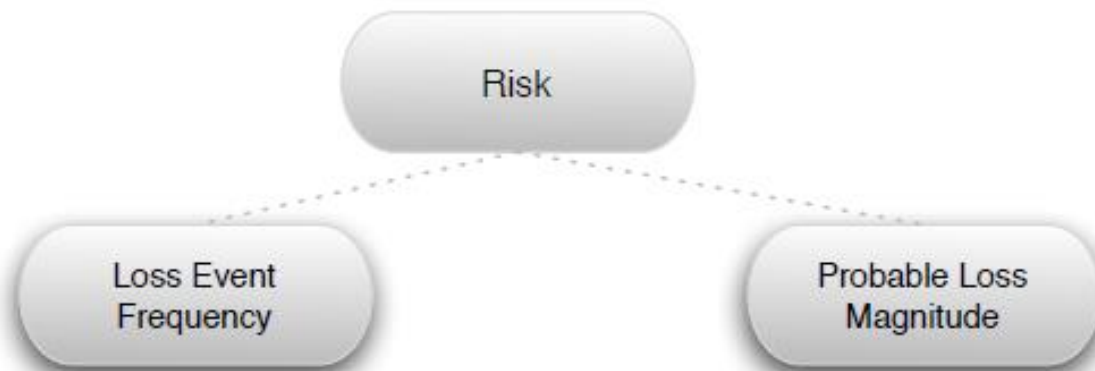 Risk
Loss Event
Frequency
Probable Loss
Magnitude